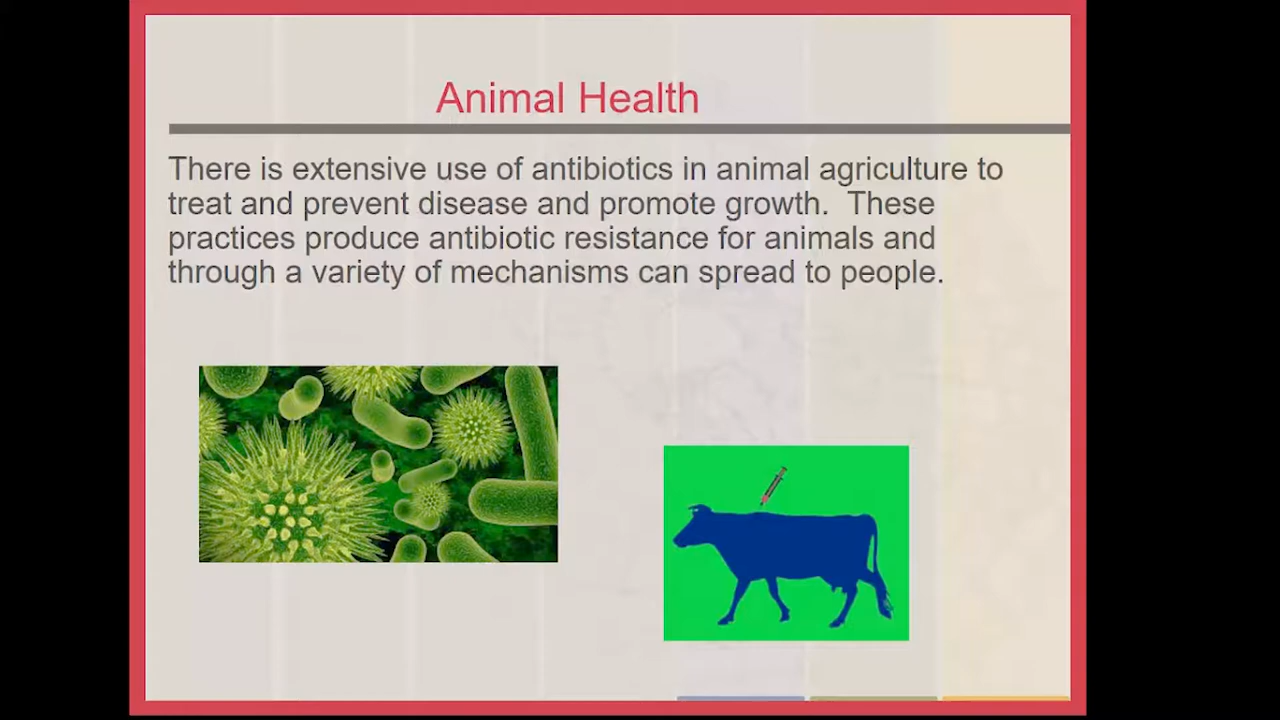 Animal Health
There is extensive use of antibiotics in animal agriculture to
treat and prevent disease and promote growth.  These
practices produce antibiotic resistance for animals and
through a variety of mechanisms can spread to people.